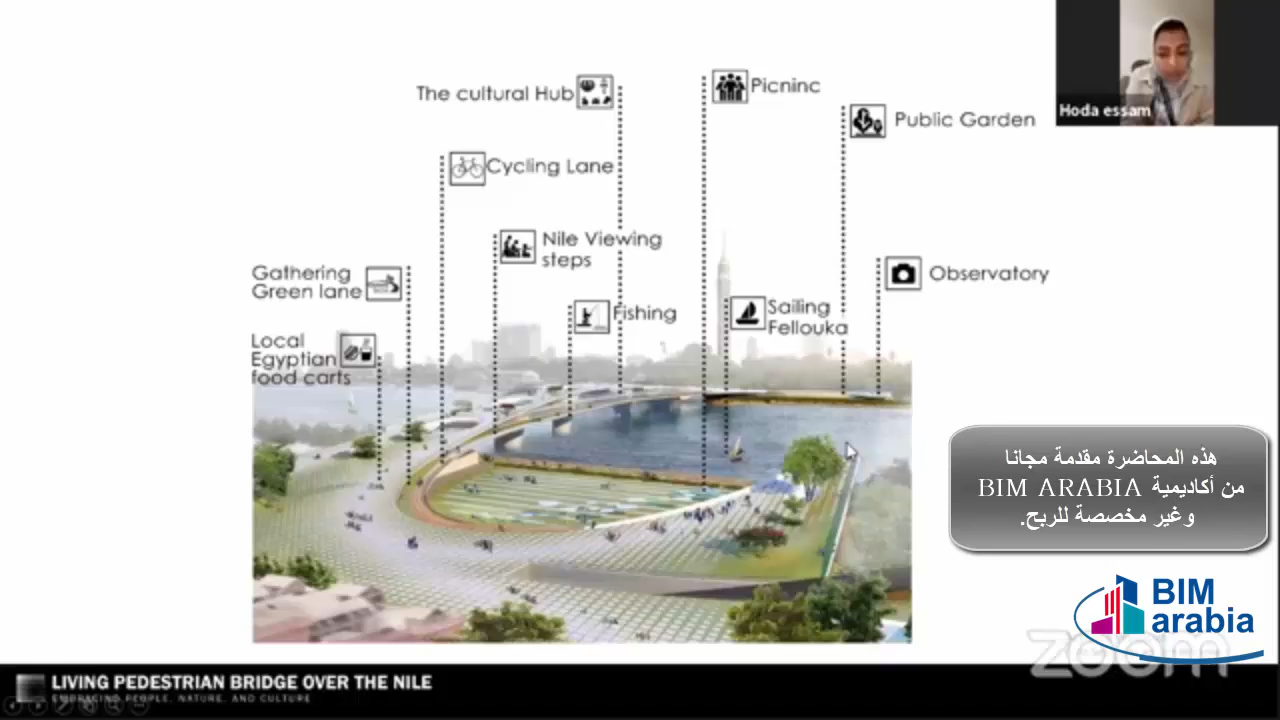 The cultural Hub
Picninc
Public Garden
Hoda essam
Cycling Lane
Nile Viewing
steps
Gathering
Green lane
Observatory
Fishing
Sailing
Fellouka
Local
Egyptian
food carts
هذه المحاضرة مقدمة مجانا
من أكاديمية BIM ARABIA
وغير مخصصة للربح.
BIM
arabia
zoom
LIVING PEDESTRIAN BRIDGE OVER THE NILE
EMBRACING PEOPLE, NATURE, AND CULTURE